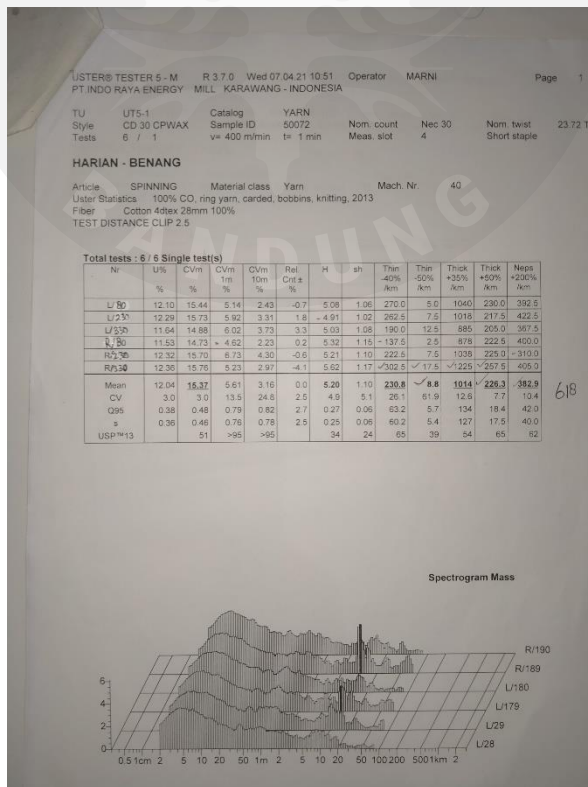 USTER® TESTER 5 - M R 3.7.0 Wed 07.04.21 10:51 Operator MARNI Page 1
PT.INDO RAYA ENERGY MILL KARAWANG - INDONESIA
TU UT5-1 Catalog YARN
Style CD 30 CPWAX Sample ID 50072 Nom. count Nec 30 Nom. twist 23.72 T
Tests 6 / 1 v= 400 m/min t= 1 min Meas. slot 4 Short staple
HARIAN - BENANG
Article SPINNING Material class Yarn Mach. Nr. 40
Uster Statistics 100% CO, ring yarn, carded, bobbins, knitting, 2013
Fiber Cotton 4dtex 28mm 100%
TEST DISTANCE CLIP 2.5
BANDUNG
Total tests : 6 / 6 Single test(s)
Nr U% CVm CVm CVm Rel. H sh Thin Thin Thick Thick Neps
1m 10m Cnt ± -40% -50% +35% +50% +200%
% % % % % /km /km /km /km /km
L/80 12.10 15.44 5.14 2.43 -0.7 5.08 1.06 270.0 5.0 1040 230.0 392.5
L/230 12.29 15.73 5.92 3.31 1.8 4.91 1.02 262.5 7.5 1018 217.5 422.5
L/330 11.64 14.88 6.02 3.73 3.3 5.03 1.08 190.0 12.5 885 205.0 367.5
R/80 11.53 14.73 4.62 2.23 0.2 5.32 1.15 137.5 2.5 878 222.5 400.0
R/230 12.32 15.70 6.73 4.30 -0.6 5.21 1.10 222.5 7.5 1038 225.0 310.0
R/330 12.36 15.76 5.23 2.97 -4.1 5.62 1.17 302.5 17.5 1225 257.5 405.0
Mean 12.04 15.37 5.61 3.16 0.0 5.20 1.10 230.8 8.8 1014 226.3 382.9 618
CV 3.0 3.0 13.5 24.8 2.5 4.9 5.1 26.1 61.9 12.6 7.7 10.4
Q95 0.38 0.48 0.79 0.82 2.7 0.27 0.06 63.2 5.7 134 18.4 42.0
s 0.36 0.46 0.76 0.78 2.5 0.25 0.06 60.2 5.4 127 17.5 40.0
USP™13 51 >95 >95 34 24 65 39 54 65 62
Spectrogram Mass
R/190
R/189
L/180
L/179
L/29
L/28
6
4
2
0
0.5 1cm 2 5 10 20 50 1m 2 5 10 20 50 100 200 500 1km 2